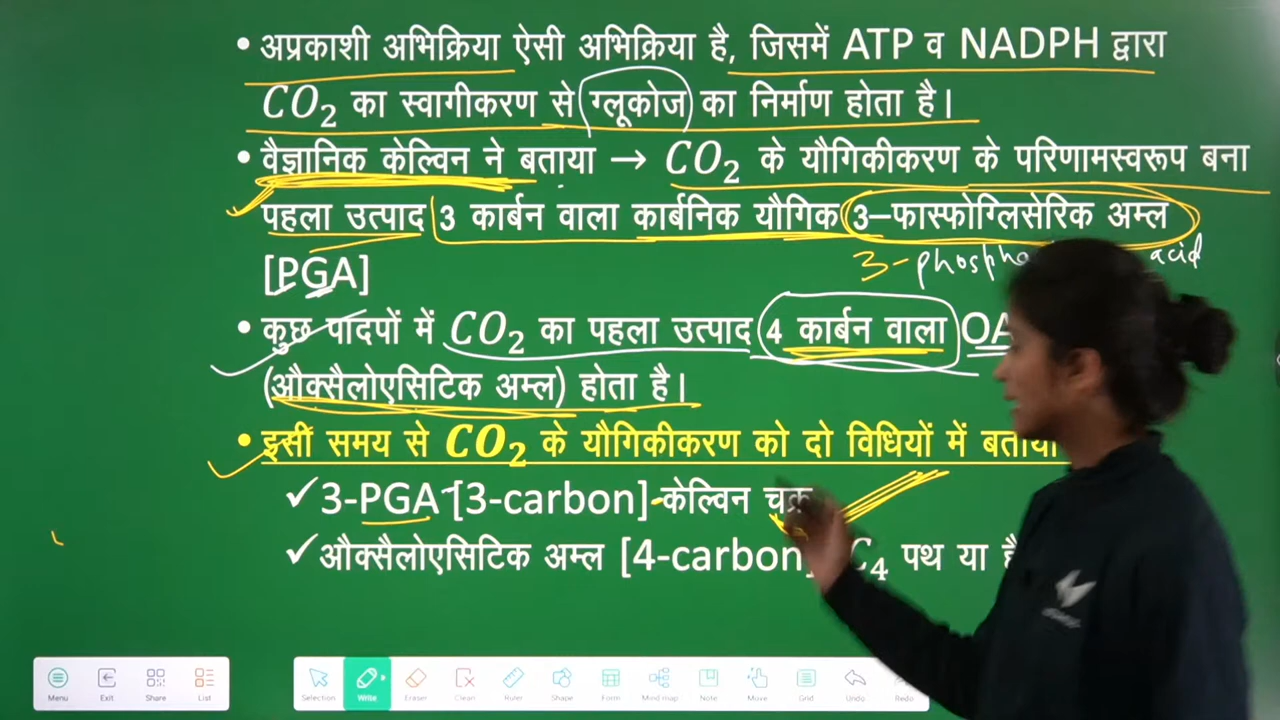 • अप्रकाशी अभिक्रिया ऐसी अभिक्रिया है, जिसमें ATP व NADPH द्वारा
CO₂ का स्वागीकरण से ग्लूकोज का निर्माण होता है।
• वैज्ञानिक केल्विन ने बताया → CO₂ के यौगिकीकरण के परिणामस्वरूप बना
पहला उत्पाद 3 कार्बन वाला कार्बनिक यौगिक 3–फास्फोग्लिसेरिक अम्ल
3- acid
[PGA]
• कुछ पादपों में CO₂ का पहला उत्पाद 4 कार्बन वाला
(औक्सैलोएसिटिक अम्ल) होता है।
• इसी समय से CO₂ के यौगिकीकरण को दो विधियों में बताया
✓3-PGA-[3-carbon]-केल्विन चक्र
✓औक्सैलोएसिटिक अम्ल [4-carbon] C₄ पथ या
Menu Exit Share List Selection Write Eraser Clean Ruler Shape Form Mind map Note Move Grid Undo Redo